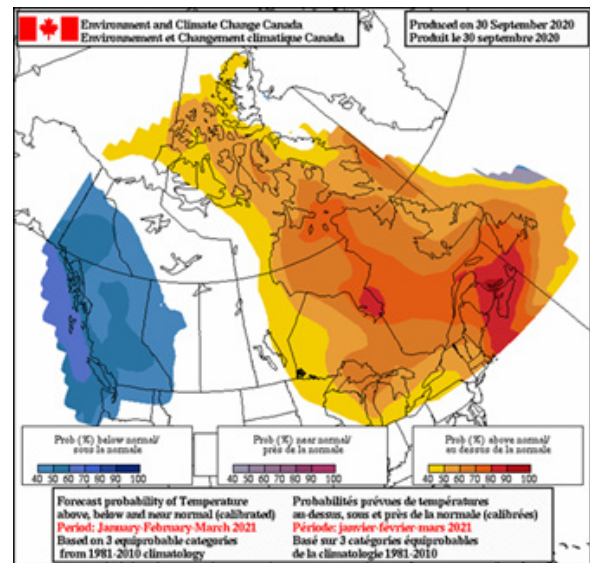 Environment and Climate Change Canada
Environnement et Changement climatique Canada
Produced on 30 September 2020
Produit le 30 septembre 2020
Prob (%) below normal/
sous la normale
40 50 60 70 80 90 100
Prob (%) near normal/
près de la normale
40 50 60 70 80 90 100
Prob (%) above normal/
au dessus de la normale
40 50 60 70 80 90 100
Forecast probability of Temperature
above, below and near normal (calibrated)
Period: January-February-March 2021
Based on 3 equiprobable categories
from 1981-2010 climatology
Probabilités prévues de températures
au-dessus, sous et près de la normale (calibrées)
Période: janvier-février-mars 2021
Basé sur 3 catégories équiprobables
de la climatologie 1981-2010